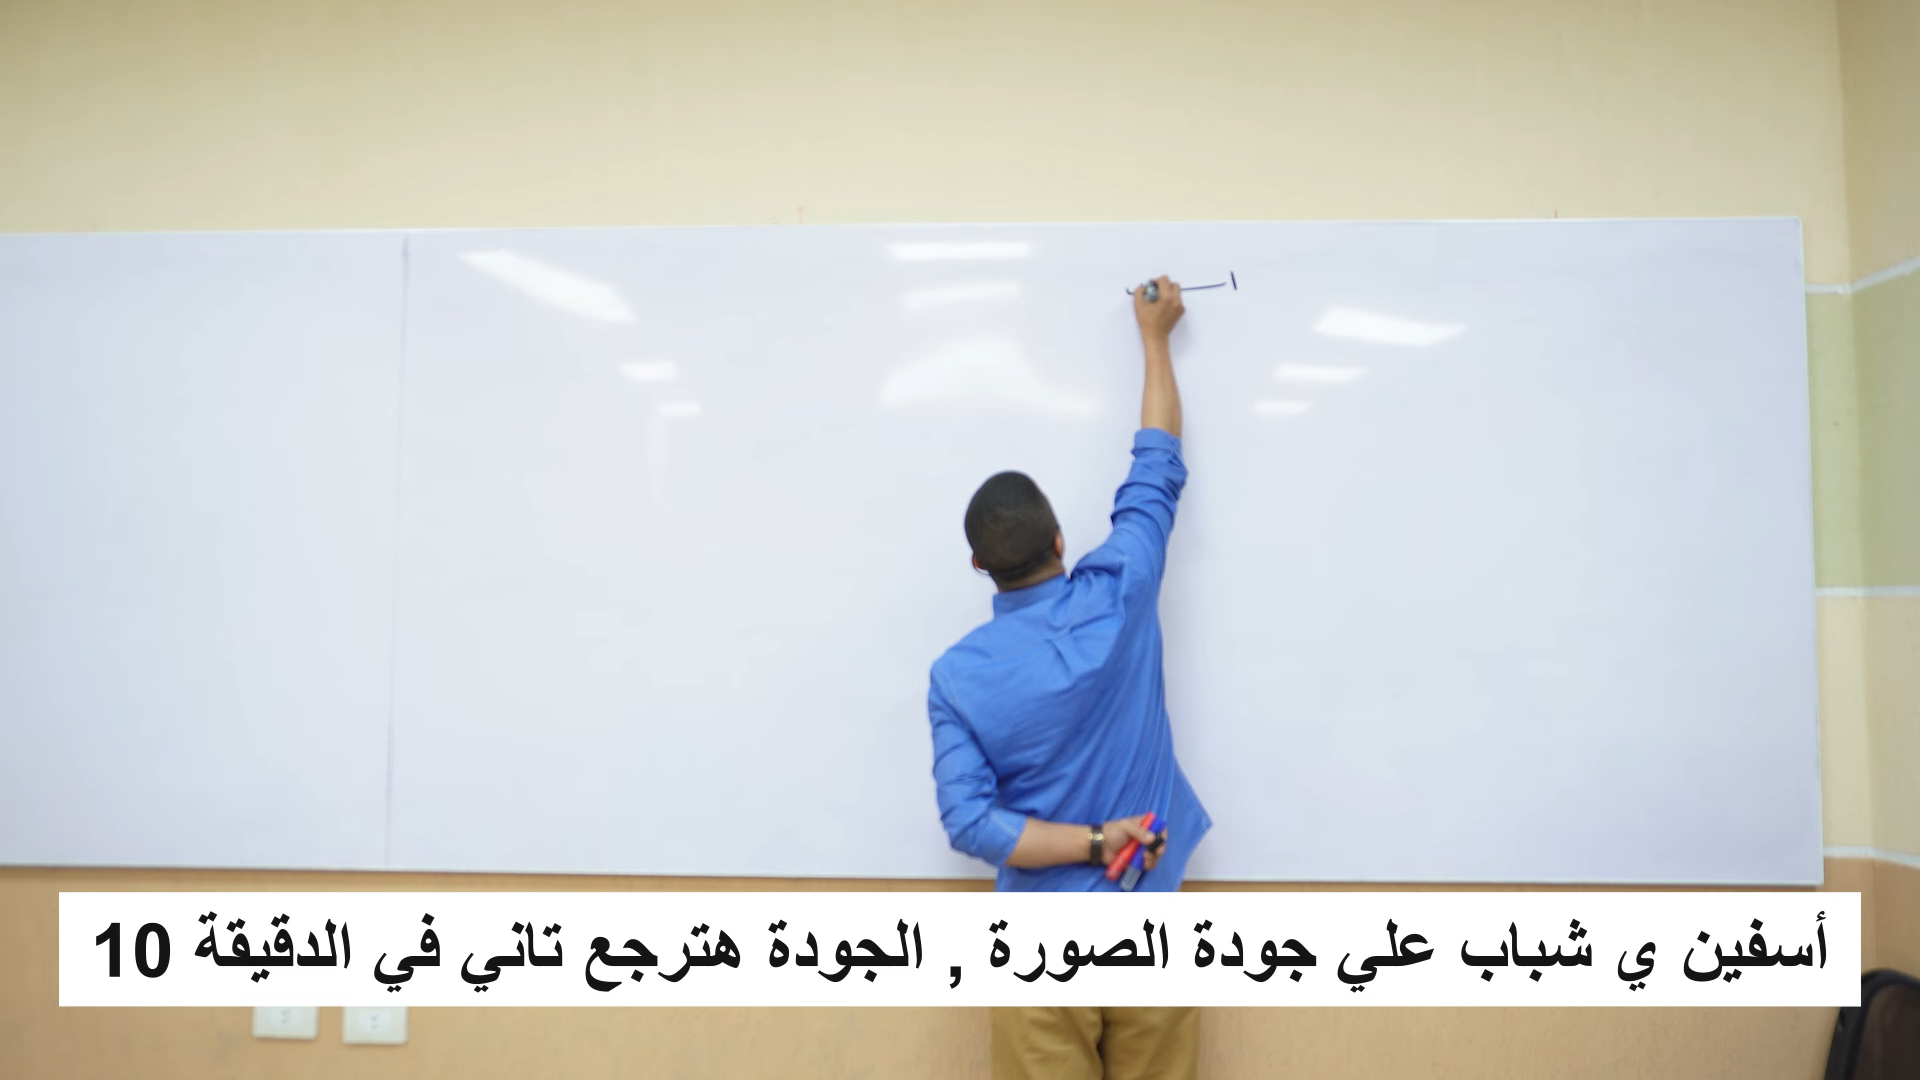 أسفين ي شباب علي جودة الصورة , الجودة هترجع تاني في الدقيقة 10